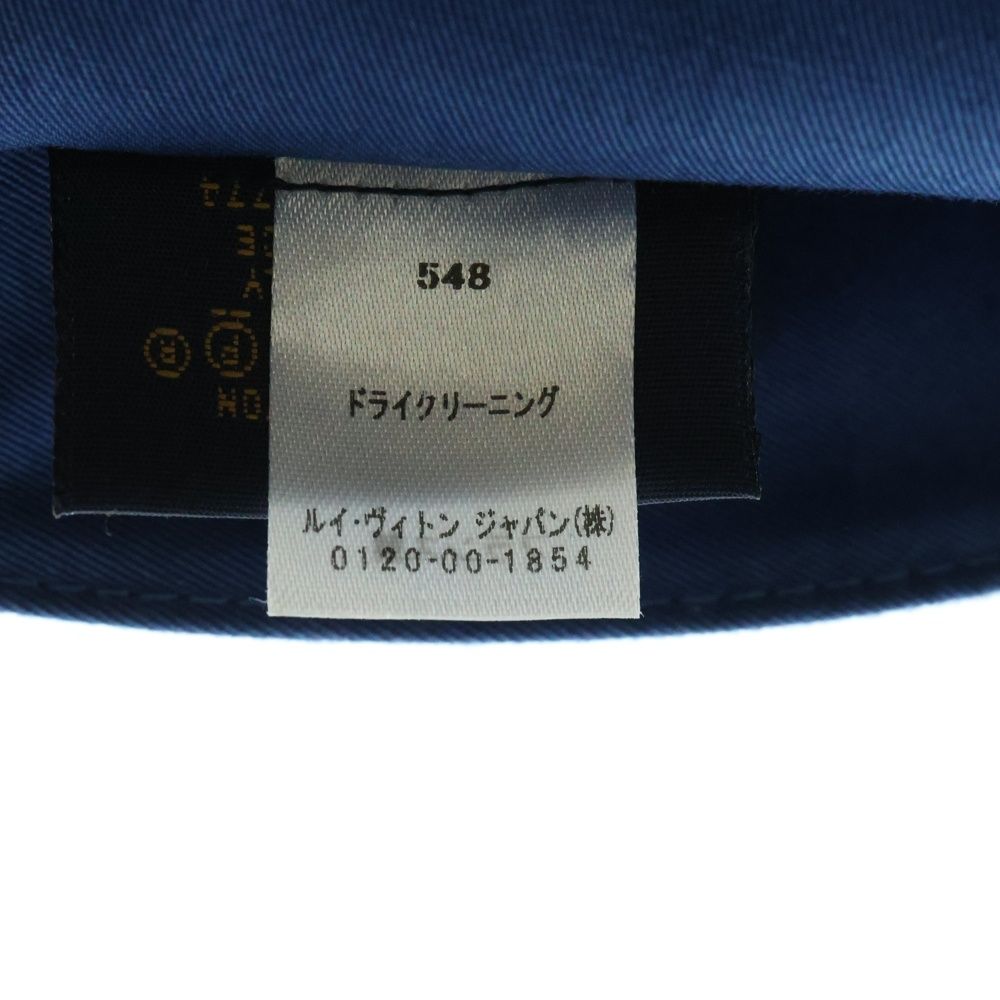 548
ドライクリーニング
ルイ・ヴィトン ジャパン(株)
0120-00-1854